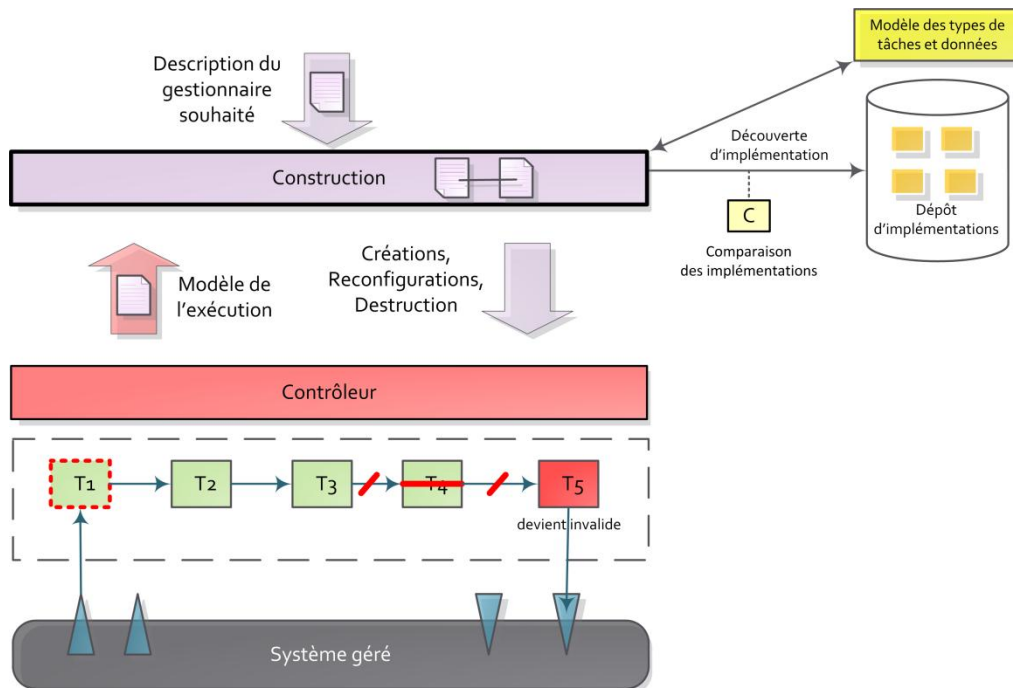 Modèle des types de
tâches et données
Description du
gestionnaire
souhaité
Découverte
d'implémentation
Construction
C
Dépôt
d'implémentations
Comparaison
des implémentations
Créations,
Reconfigurations,
Destruction
Modèle de
l'exécution
Contrôleur
T1
T2
T3
T4
T5
devient invalide
Système géré